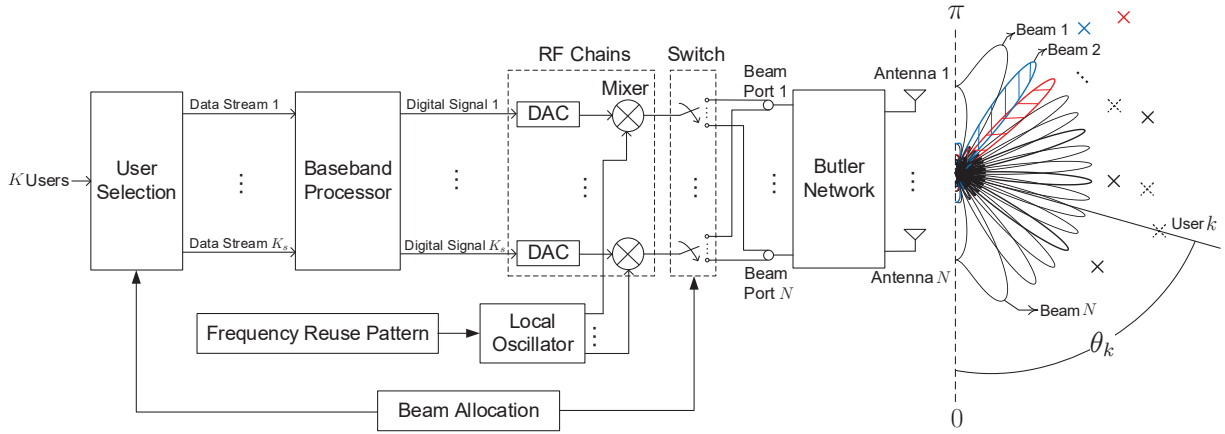 K Users
User
Selection
Data Stream 1
⋮
Data Stream K_s
Baseband
Processor
Digital Signal 1
⋮
Digital Signal K_s
RF Chains
DAC
Mixer
⋮
DAC
Switch
Beam
Port 1
⋮
Beam
Port N
Butler
Network
Antenna 1
⋮
Antenna N
Frequency Reuse Pattern
Local
Oscillator
⋮
Beam Allocation
π
Beam 1
Beam 2
⋱
User k
Beam N
θ_k
0